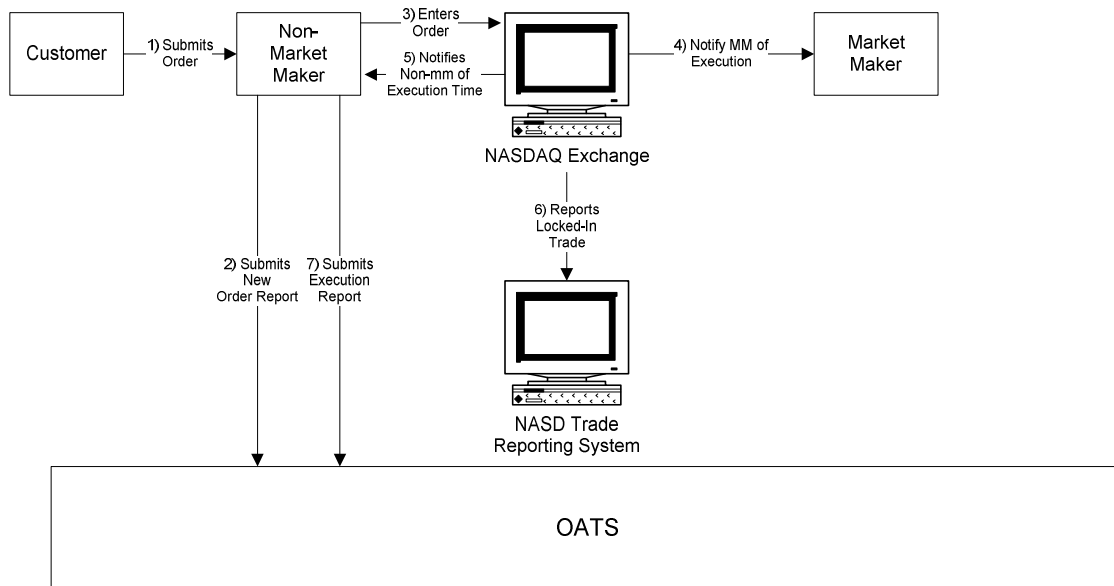 Customer
1) Submits
Order
Non-
Market
Maker
3) Enters
Order
5) Notifies
Non-mm of
Execution Time
4) Notify MM of
Execution
Market
Maker
NASDAQ Exchange
6) Reports
Locked-In
Trade
2) Submits
New
Order Report
7) Submits
Execution
Report
NASD Trade
Reporting System
OATS